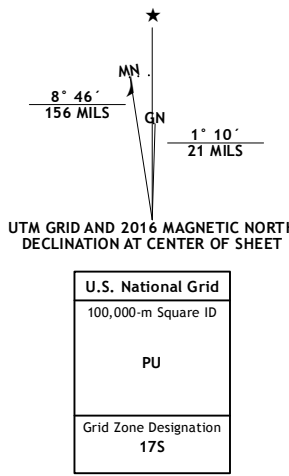 ★
MN
8° 46´
156 MILS
GN
1° 10´
21 MILS
UTM GRID AND 2016 MAGNETIC NORTH
DECLINATION AT CENTER OF SHEET
U.S. National Grid
100,000-m Square ID
PU
Grid Zone Designation
17S